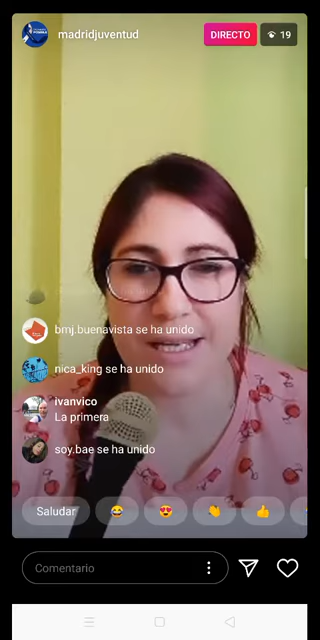 madridjuventud
DIRECTO
19
bmj.buenavista se ha unido
nica_king se ha unido
ivanvico
La primera
soy.bae se ha unido
Saludar
Comentario